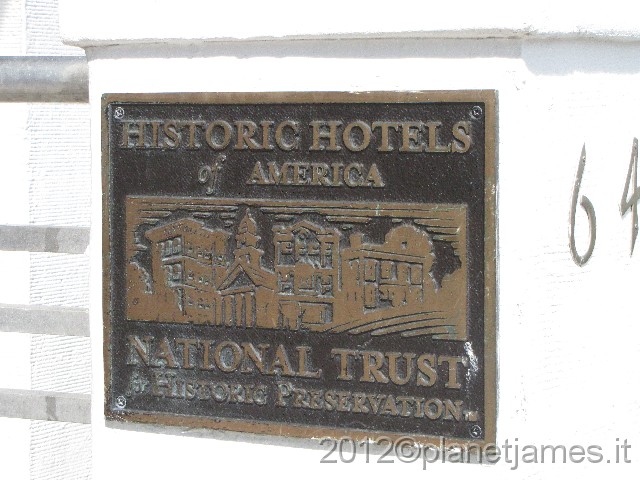 HISTORIC HOTELS
of AMERICA
NATIONAL TRUST
for HISTORIC PRESERVATION
64
2012©planetjames.it